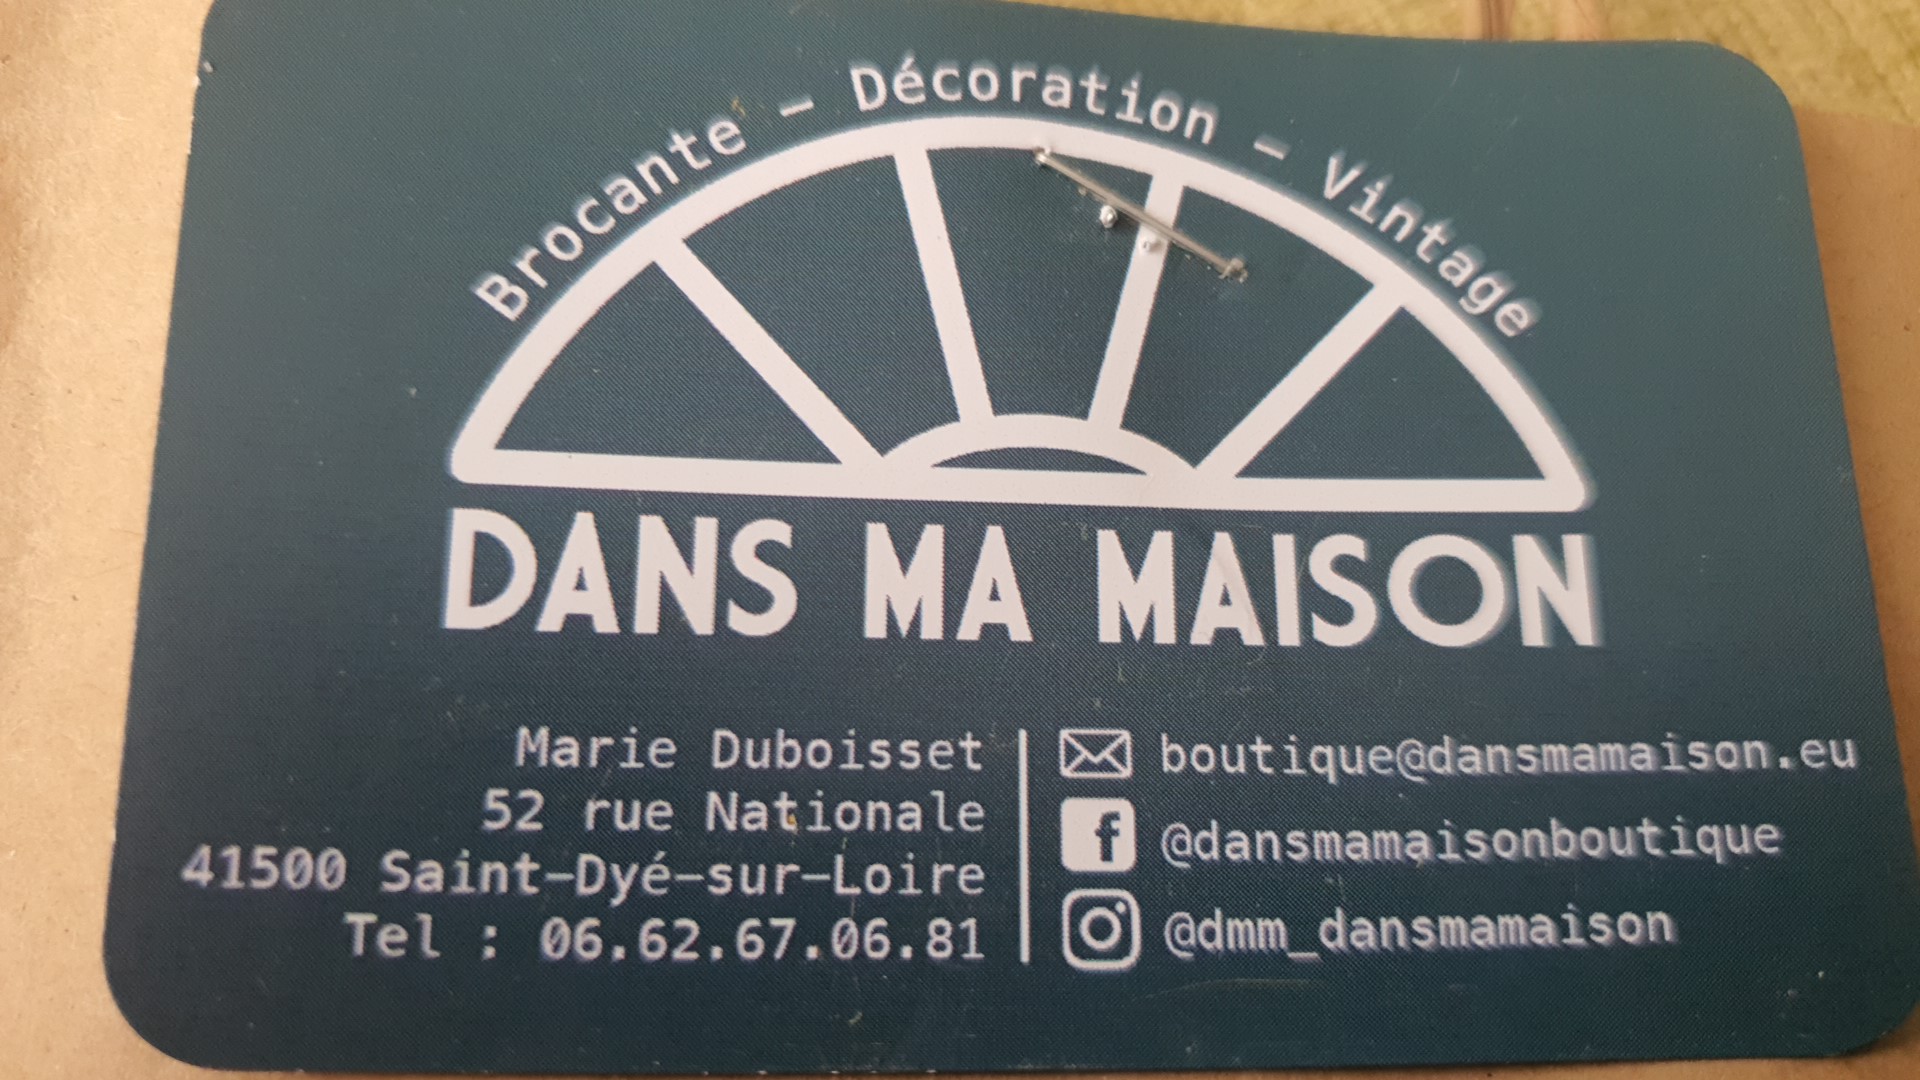 Brocante – Décoration – Vintage
DANS MA MAISON
Marie Duboisset
52 rue Nationale
41500 Saint-Dyé-sur-Loire
Tel : 06.62.67.06.81
boutique@dansmamaison.eu
@dansmamaisonboutique
@dmm_dansmamaison